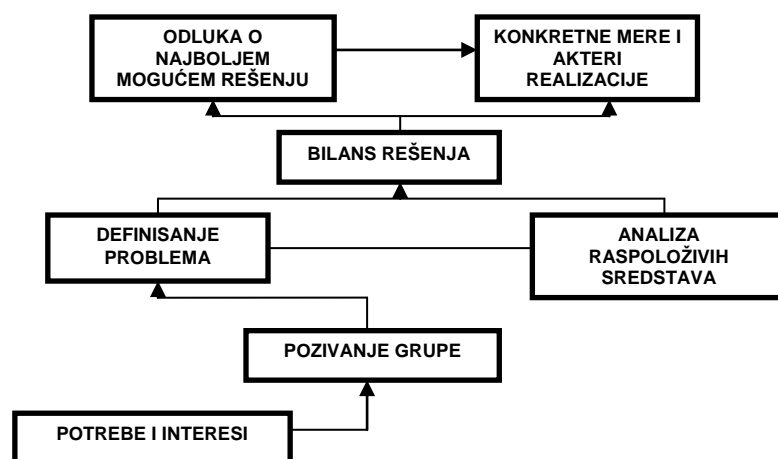 ODLUKA O
NAJBOLJEM
MOGUĆEM REŠENJU
KONKRETNE MERE I
AKTERI
REALIZACIJE
BILANS REŠENJA
DEFINISANJE
PROBLEMA
ANALIZA
RASPOLOŽIVIH
SREDSTAVA
POZIVANJE GRUPE
POTREBE I INTERESI